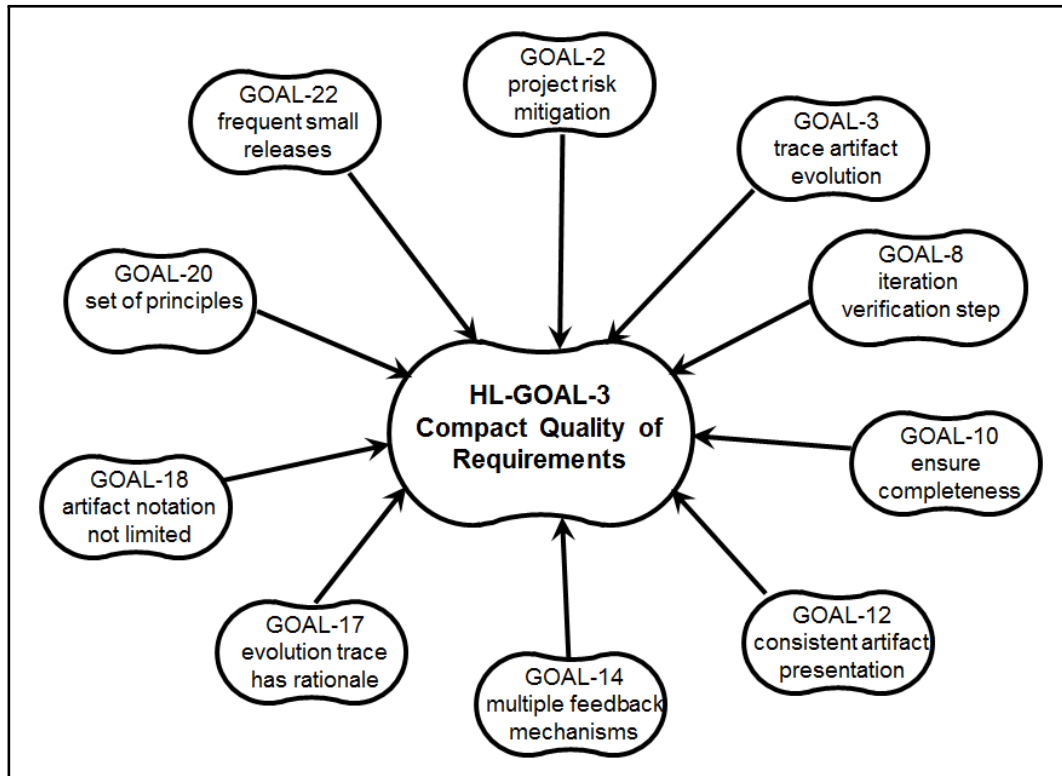 GOAL-2
project risk
mitigation
GOAL-22
frequent small
releases
GOAL-3
trace artifact
evolution
GOAL-20
set of principles
GOAL-8
iteration
verification step
HL-GOAL-3
Compact Quality of
Requirements
GOAL-10
ensure
completeness
GOAL-18
artifact notation
not limited
GOAL-17
evolution trace
has rationale
GOAL-12
consistent artifact
presentation
GOAL-14
multiple feedback
mechanisms